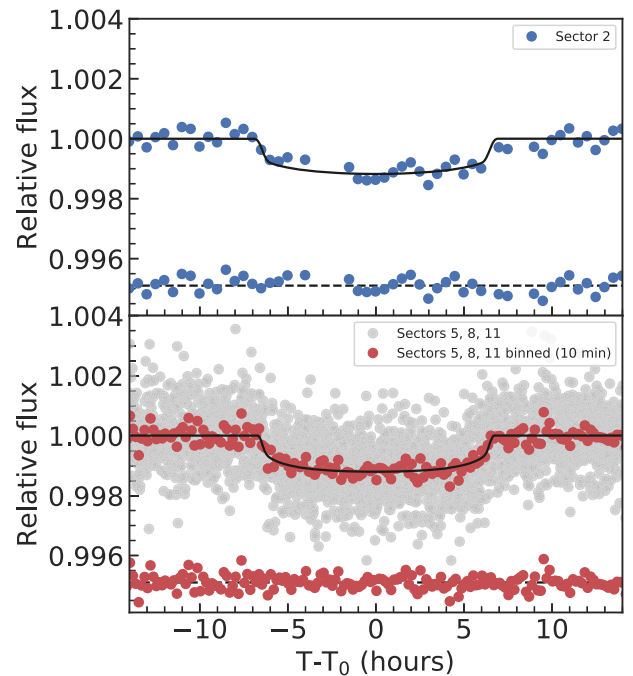 1.004
Sector 2
1.002
1.000
0.998
0.996
Relative flux
1.004
Sectors 5, 8, 11
Sectors 5, 8, 11 binned (10 min)
1.002
1.000
0.998
0.996
Relative flux
−10 −5 0 5 10
T-T0 (hours)